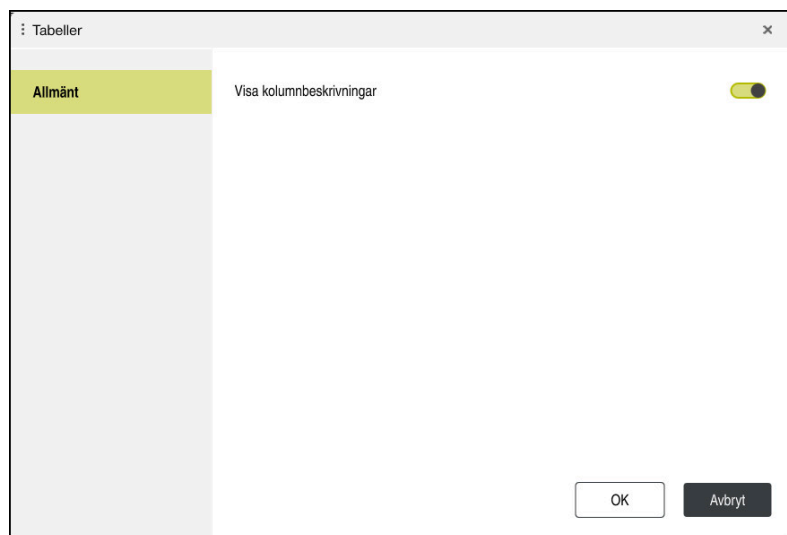 Tabeller
Allmänt
Visa kolumnbeskrivningar
OK
Avbryt